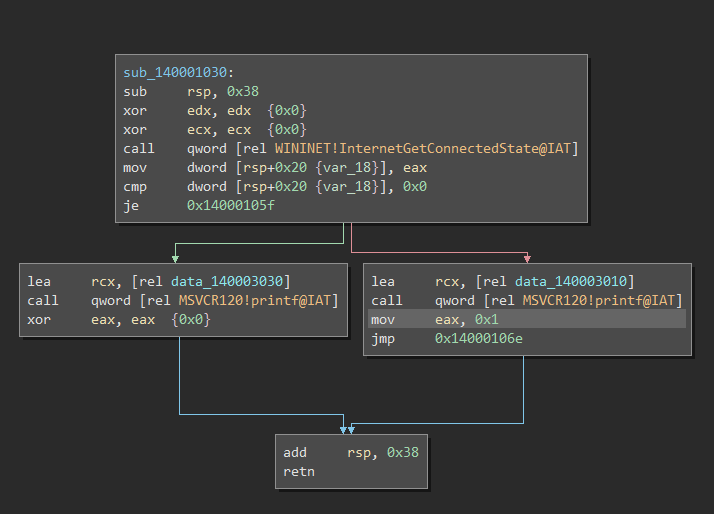 sub_140001030:
sub rsp, 0x38
xor edx, edx {0x0}
xor ecx, ecx {0x0}
call qword [rel WININET!InternetGetConnectedState@IAT]
mov dword [rsp+0x20 {var_18}], eax
cmp dword [rsp+0x20 {var_18}], 0x0
je 0x14000105f
lea rcx, [rel data_140003030]
call qword [rel MSVCR120!printf@IAT]
xor eax, eax {0x0}
lea rcx, [rel data_140003010]
call qword [rel MSVCR120!printf@IAT]
mov eax, 0x1
jmp 0x14000106e
add rsp, 0x38
retn